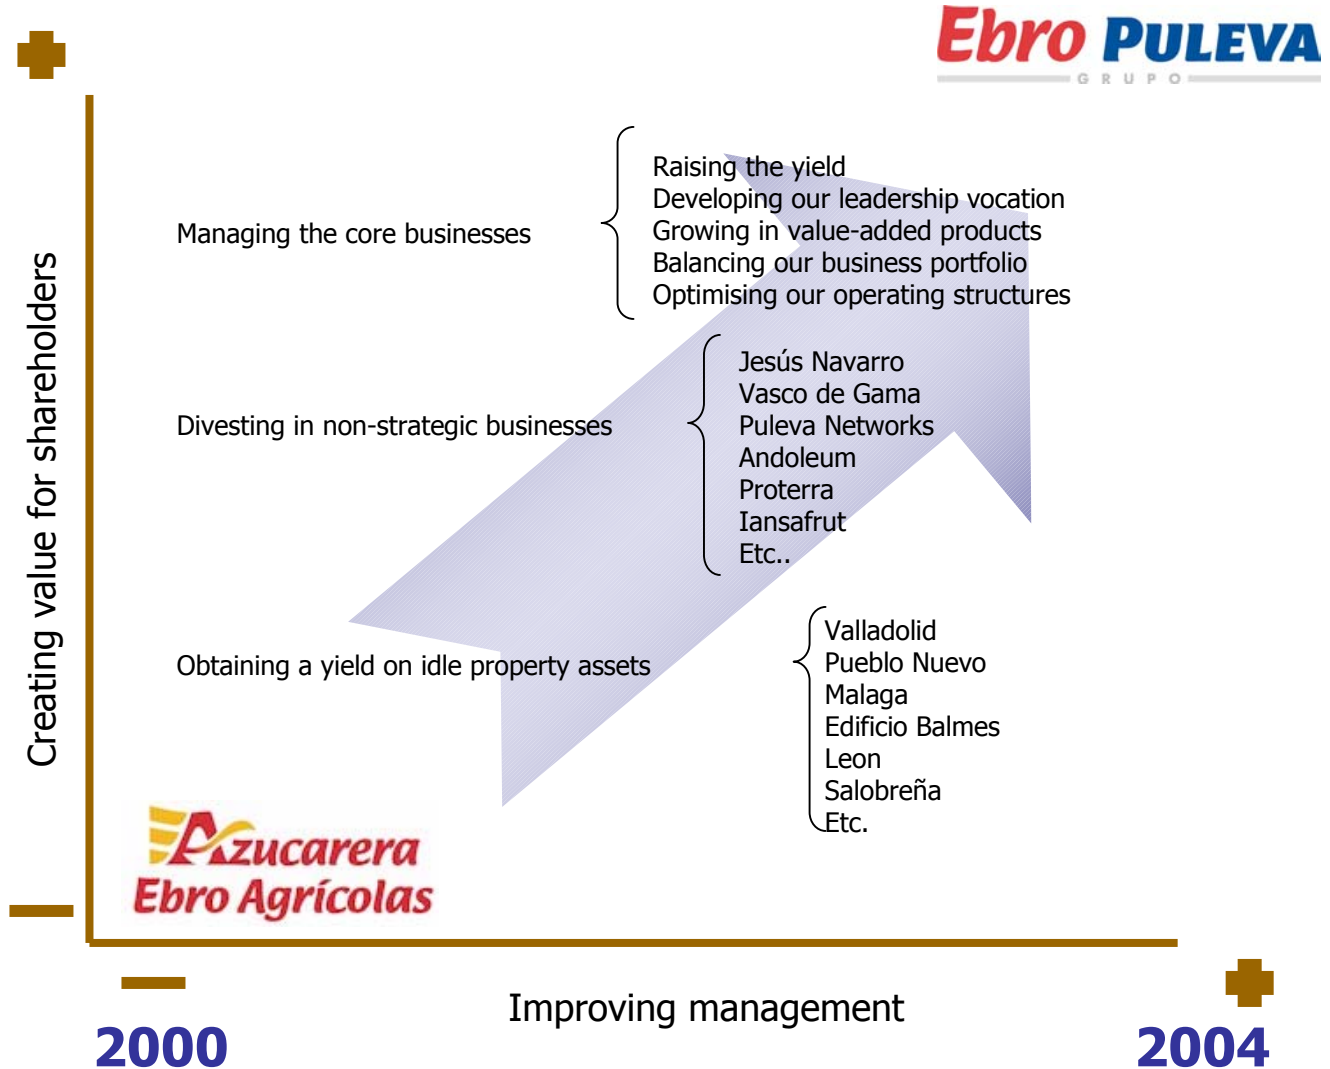 Ebro PULEVA
GRUPO
Creating value for shareholders
Managing the core businesses
Raising the yield
Developing our leadership vocation
Growing in value-added products
Balancing our business portfolio
Optimising our operating structures
Divesting in non-strategic businesses
Jesús Navarro
Vasco de Gama
Puleva Networks
Andoleum
Proterra
Iansafrut
Etc..
Obtaining a yield on idle property assets
Valladolid
Pueblo Nuevo
Malaga
Edificio Balmes
Leon
Salobreña
Etc.
Azucarera
Ebro Agrícolas
Improving management
2000
2004